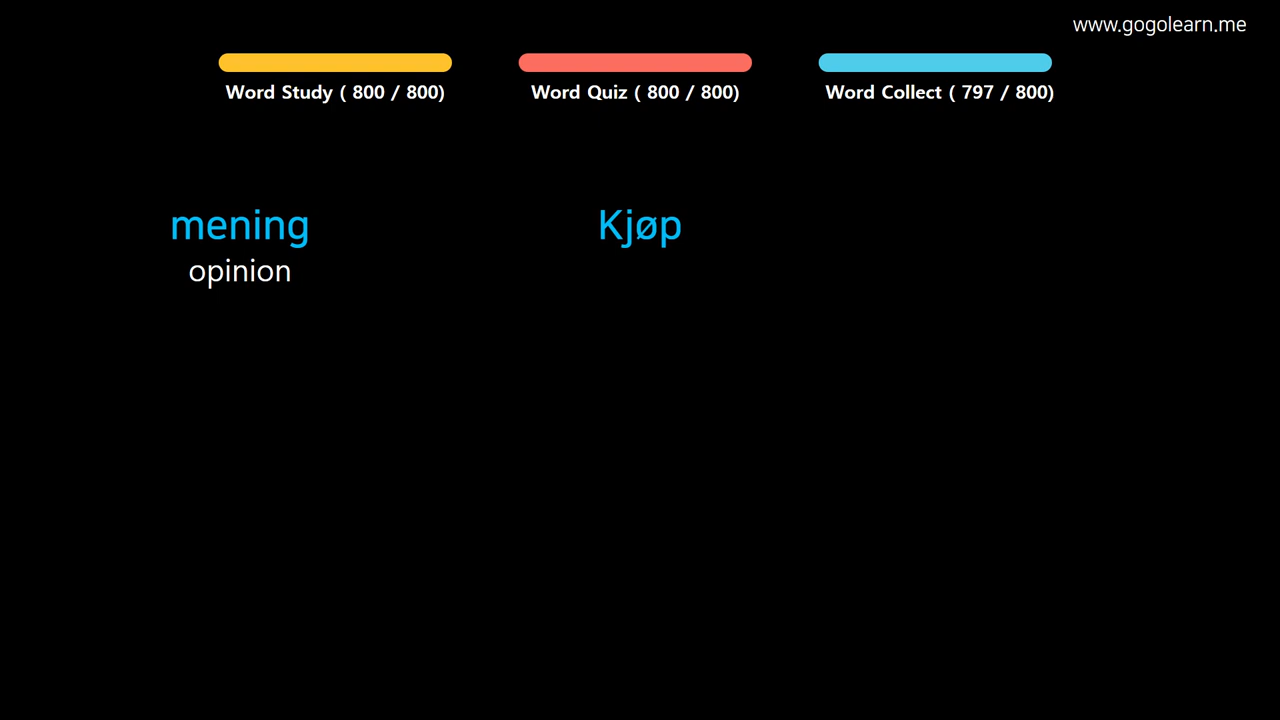 www.gogolearn.me
Word Study ( 800 / 800)
Word Quiz ( 800 / 800)
Word Collect ( 797 / 800)
mening
opinion
Kjøp